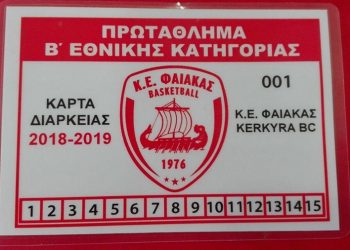 ΠΡΩΤΑΘΛΗΜΑ
Β΄ ΕΘΝΙΚΗΣ ΚΑΤΗΓΟΡΙΑΣ
ΚΑΡΤΑ
ΔΙΑΡΚΕΙΑΣ
2018-2019
Κ.Ε. ΦΑΙΑΚΑΣ
BASKETBALL
1976
001
Κ.Ε. ΦΑΙΑΚΑΣ
KERKYRA BC
1 2 3 4 5 6 7 8 9 10 11 12 13 14 15